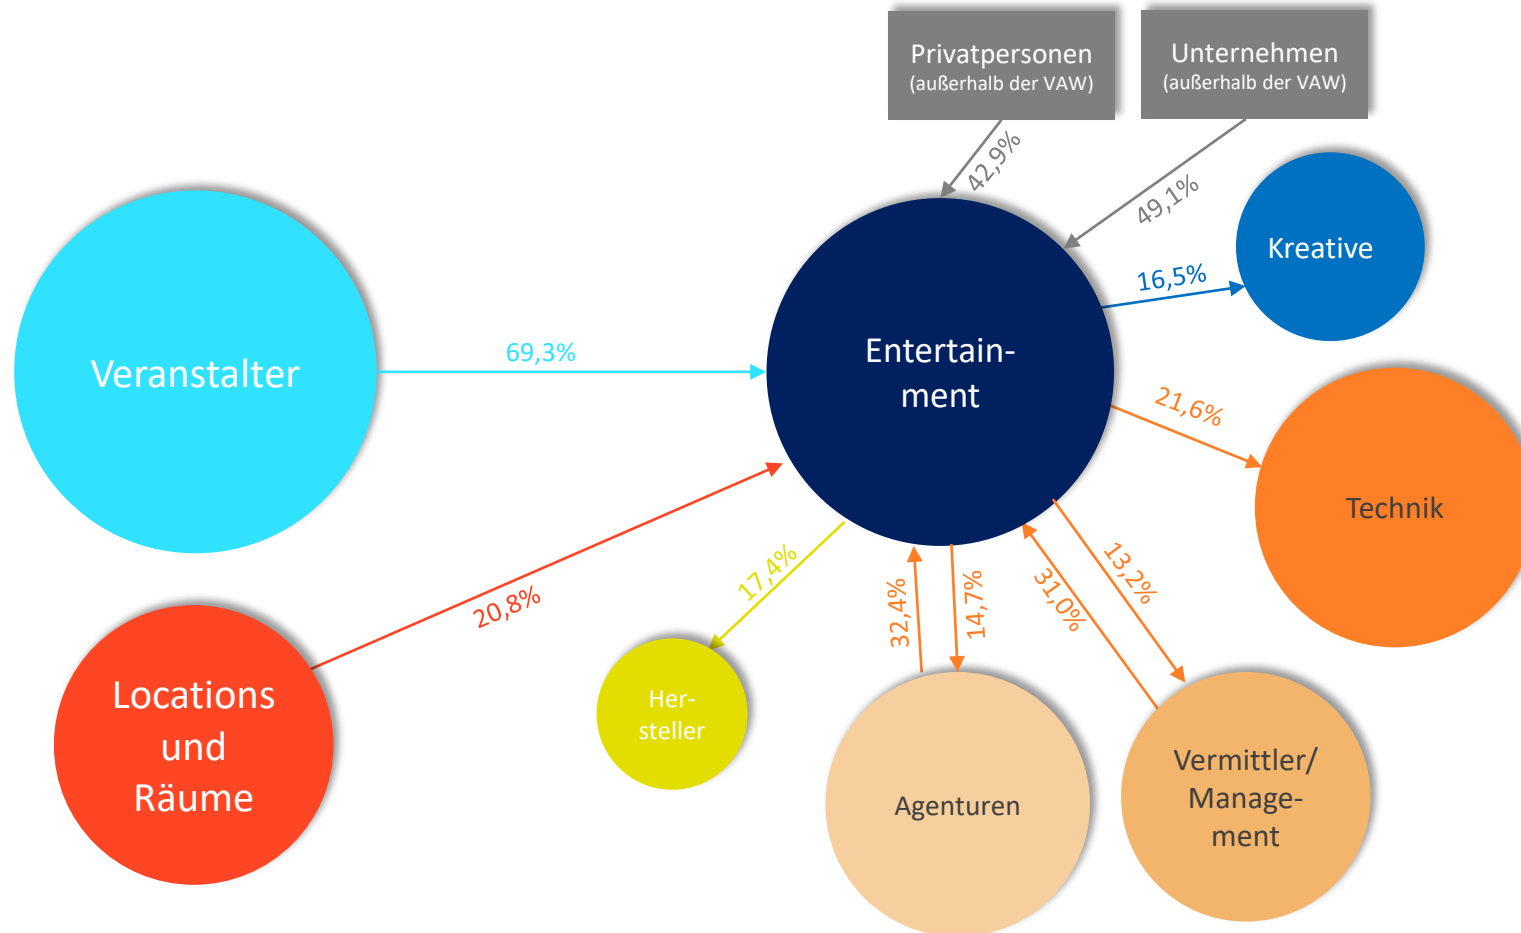 Privatpersonen
(außerhalb der VAW)
Unternehmen
(außerhalb der VAW)
42,9%
49,1%
Kreative
16,5%
Veranstalter
69,3%
Entertain-
ment
21,6%
Technik
20,8%
17,4%
32,4%
14,7%
31,0%
13,2%
Locations
und
Räume
Her-
steller
Agenturen
Vermittler/
Manage-
ment